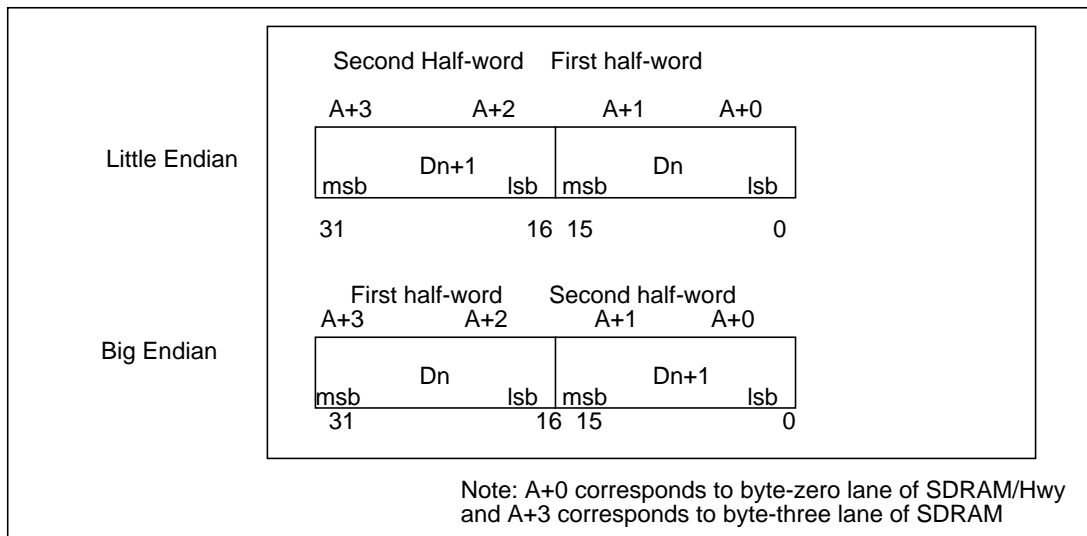 Second Half-word First half-word
A+3 A+2 A+1 A+0
Little Endian
Dn+1 Dn
msb lsb msb lsb
31 16 15 0
First half-word Second half-word
A+3 A+2 A+1 A+0
Big Endian
Dn Dn+1
msb lsb msb lsb
31 16 15 0
Note: A+0 corresponds to byte-zero lane of SDRAM/Hwy
and A+3 corresponds to byte-three lane of SDRAM